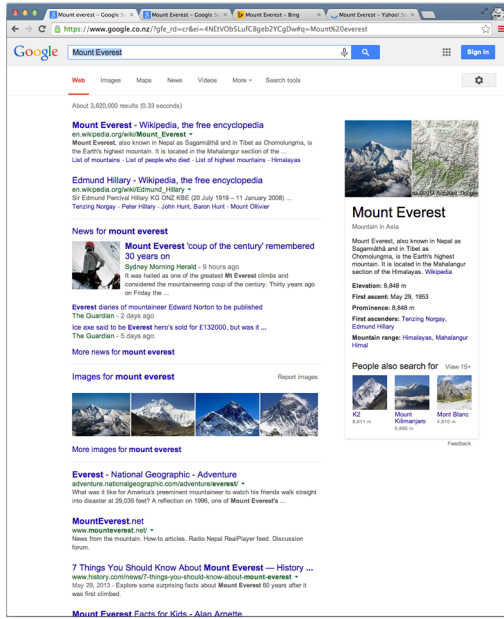 Mount everest – Google Se
Mount Everest – Google Se
Mount Everest – Bing
Mount Everest – Yahoo! Se
https://www.google.co.nz/?gfe_rd=cr&ei=4NEtVObSLufC8geb2YCgDw#q=Mount%20everest
Google
Mount Everest
Sign in
Web Images Maps News Videos More Search tools
About 3,620,000 results (0.33 seconds)
Mount Everest - Wikipedia, the free encyclopedia
en.wikipedia.org/wiki/Mount_Everest
Mount Everest, also known in Nepal as Sagarmāthā and in Tibet as Chomolungma, is
the Earth's highest mountain. It is located in the Mahalangur section of the ...
List of mountains - List of people who died - List of highest mountains - Himalayas
Edmund Hillary - Wikipedia, the free encyclopedia
en.wikipedia.org/wiki/Edmund_Hillary
Sir Edmund Percival Hillary KG ONZ KBE (20 July 1919 – 11 January 2008) ...
Tenzing Norgay - Peter Hillary - John Hunt, Baron Hunt - Mount Ollivier
News for mount everest
Mount Everest 'coup of the century' remembered
30 years on
Sydney Morning Herald - 9 hours ago
It was hailed as one of the greatest Mt Everest climbs and
considered the mountaineering coup of the century. Thirty years ago
on Friday the ...
Everest diaries of mountaineer Edward Norton to be published
The Guardian - 2 days ago
Ice axe said to be Everest hero's sold for £132000, but was it ...
The Guardian - 5 days ago
More news for mount everest
Images for mount everest
Report images
More images for mount everest
Everest - National Geographic - Adventure
adventure.nationalgeographic.com/adventure/everest/
What was it like for America's preeminent mountaineer to watch his friends walk straight
into disaster at 29,035 feet? A reflection on 1996, one of Mount Everest's ...
MountEverest.net
www.mounteverest.net/
News from the mountain. How-to articles. Radio Nepal RealPlayer feed. Discussion
forum.
7 Things You Should Know About Mount Everest — History ...
www.history.com/news/7-things-you-should-know-about-mount-everest
May 29, 2013 - Explore some surprising facts about Mount Everest 60 years after it
was first climbed.
Mount Everest Facts for Kids - Alan Arnette
Mount Everest
Mountain in Asia
Mount Everest, also known in Nepal as
Sagarmāthā and in Tibet as
Chomolungma, is the Earth's highest
mountain. It is located in the Mahalangur
section of the Himalayas. Wikipedia
Elevation: 8,848 m
First ascent: May 29, 1953
Prominence: 8,848 m
First ascenders: Tenzing Norgay,
Edmund Hillary
Mountain range: Himalayas, Mahalangur
Himal
People also search for
View 15+
K2
8,611 m
Mount
Kilimanjaro
5,895 m
Mont Blanc
4,810 m
Feedback